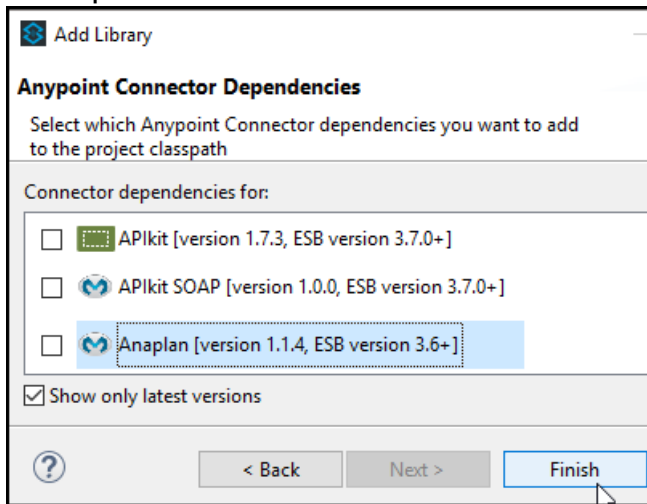 Add Library
Anypoint Connector Dependencies
Select which Anypoint Connector dependencies you want to add
to the project classpath
Connector dependencies for:
APIkit [version 1.7.3, ESB version 3.7.0+]
APIkit SOAP [version 1.0.0, ESB version 3.7.0+]
Anaplan [version 1.1.4, ESB version 3.6+]
Show only latest versions
? < Back Next > Finish